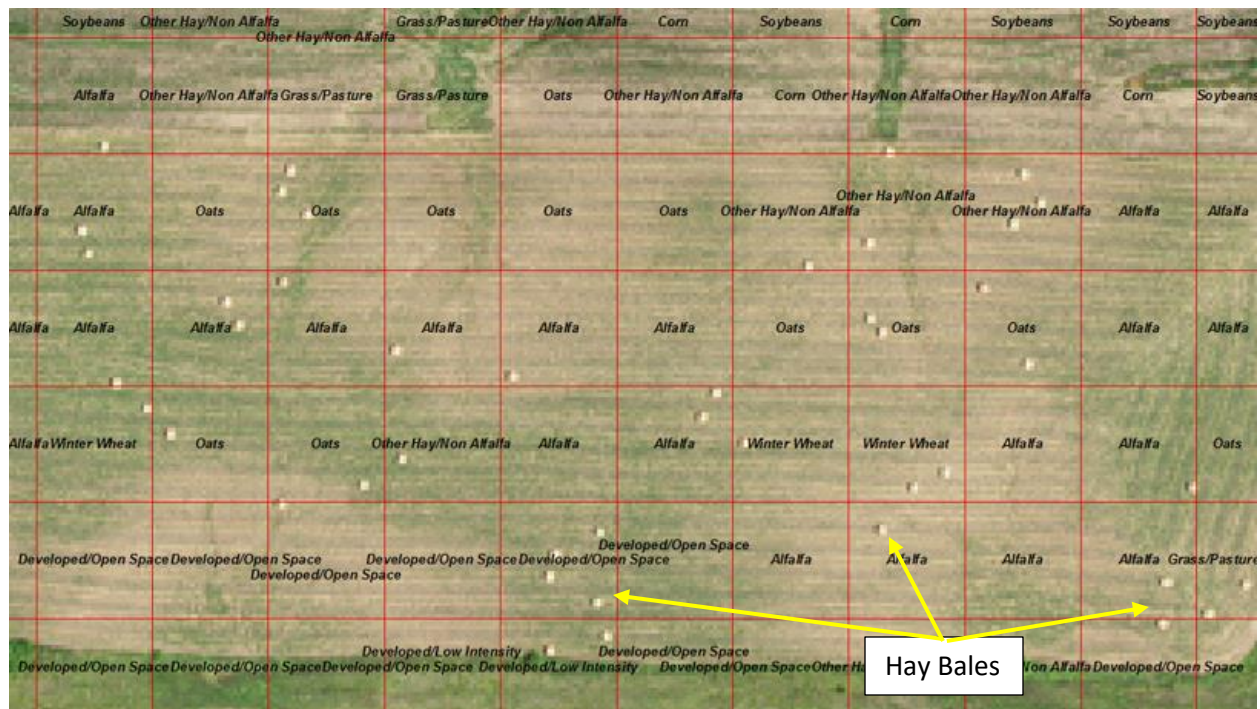 Soybeans Other Hay/Non Alfalfa Grass/Pasture Other Hay/Non Alfalfa Corn Soybeans Corn Soybeans Soybeans Soybeans
Other Hay/Non Alfalfa
Alfalfa Other Hay/Non Alfalfa Grass/Pasture Grass/Pasture Oats Other Hay/Non Alfalfa Corn Other Hay/Non Alfalfa Other Hay/Non Alfalfa Corn Soybeans
Other Hay/Non Alfalfa
Alfalfa Alfalfa Oats Oats Oats Oats Oats Other Hay/Non Alfalfa Other Hay/Non Alfalfa Alfalfa Alfalfa
Alfalfa Alfalfa Alfalfa Alfalfa Alfalfa Alfalfa Alfalfa Oats Oats Oats Alfalfa Alfalfa
Alfalfa Winter Wheat Oats Oats Other Hay/Non Alfalfa Alfalfa Alfalfa Winter Wheat Winter Wheat Alfalfa Alfalfa Oats
Developed/Open Space
Developed/Open Space Developed/Open Space Developed/Open Space Developed/Open Space Alfalfa Alfalfa Alfalfa Alfalfa Grass/Pasture
Developed/Open Space
Developed/Low Intensity Developed/Open Space
Developed/Open Space Developed/Open Space Developed/Open Space Developed/Low Intensity Developed/Open Space Other Non Alfalfa Developed/Open Space
Hay Bales